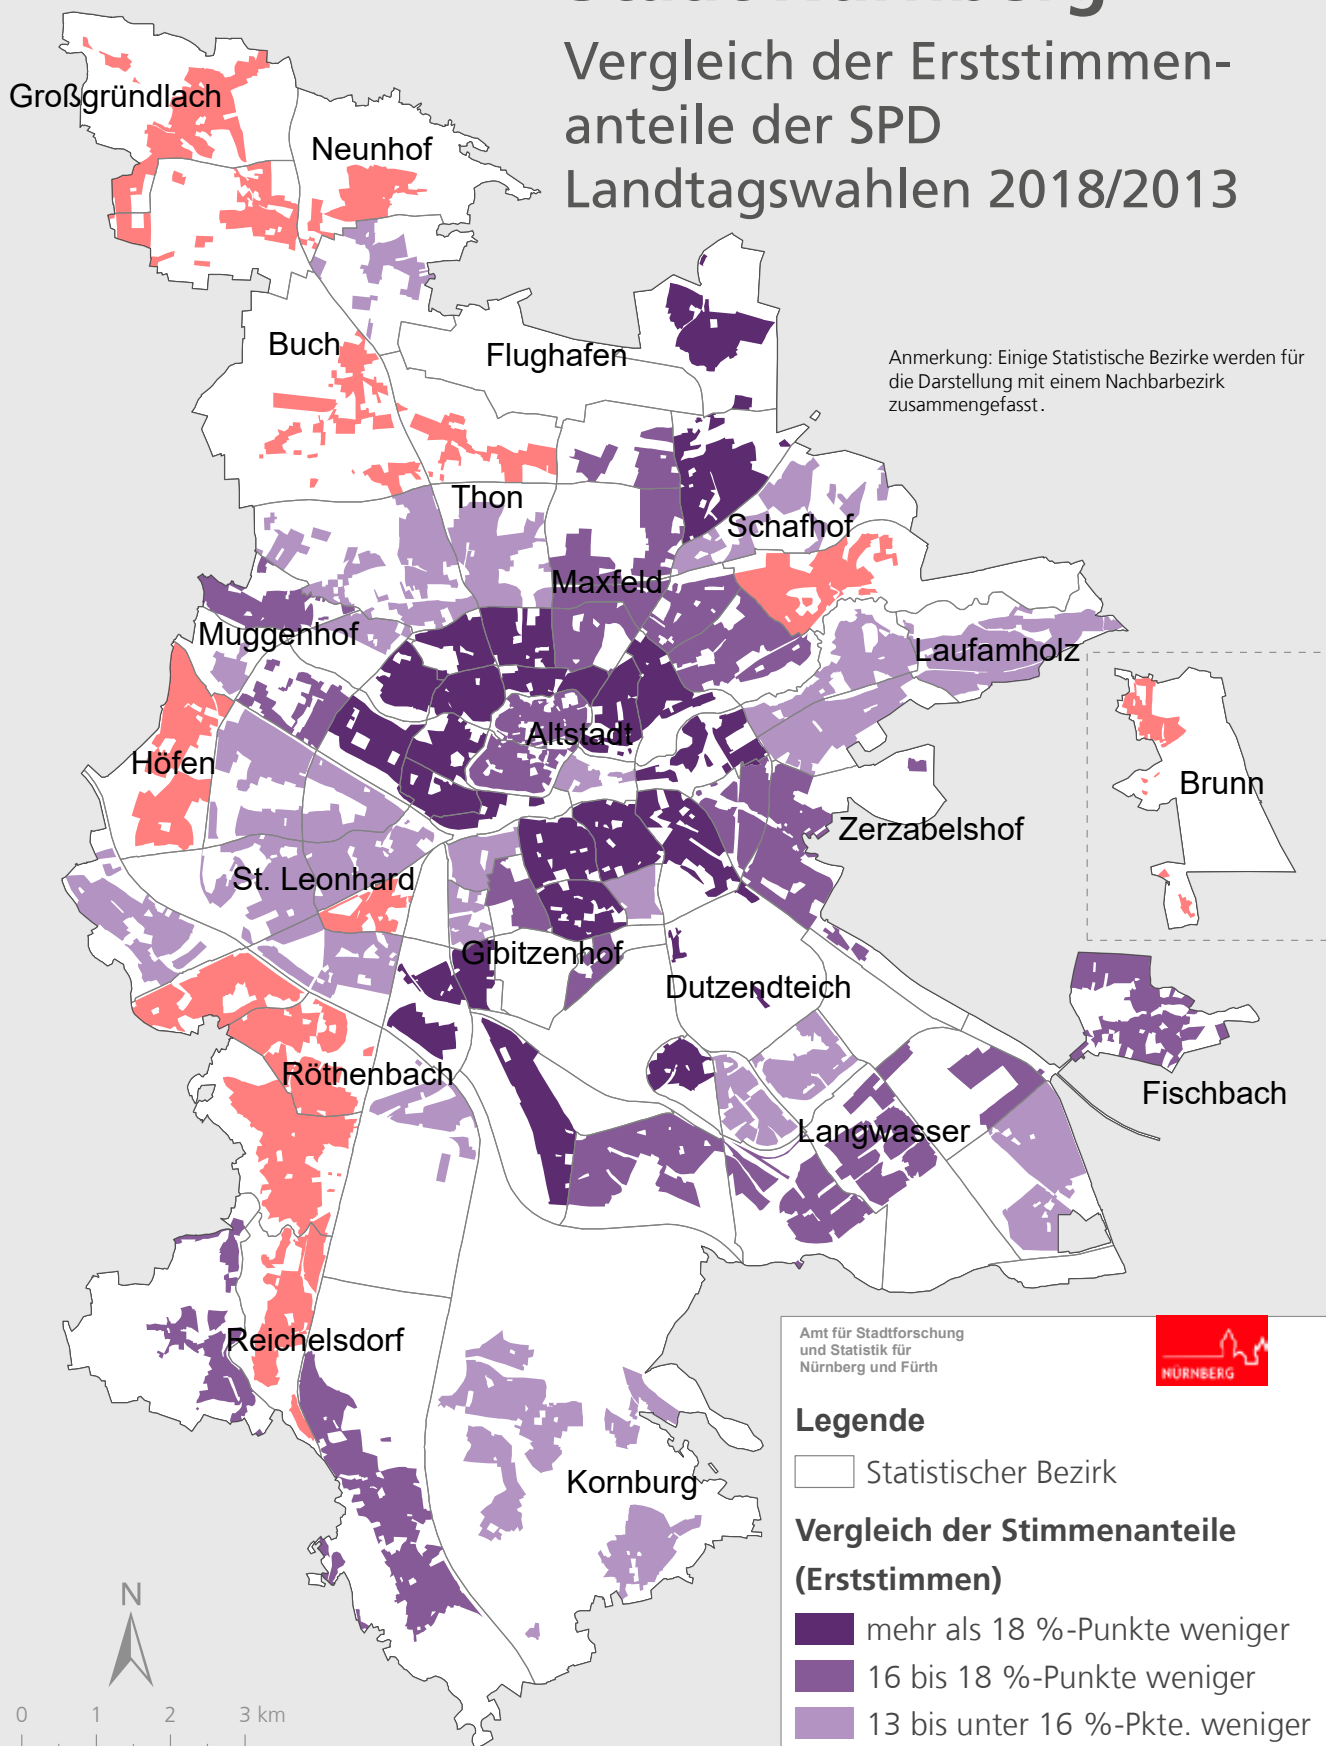 Vergleich der Erststimmen-
anteile der SPD
Landtagswahlen 2018/2013
Anmerkung: Einige Statistische Bezirke werden für
die Darstellung mit einem Nachbarbezirk
zusammengefasst.
Großgründlach
Neunhof
Buch
Flughafen
Thon
Schafhof
Maxfeld
Muggenhof
Laufamholz
Altstadt
Höfen
Brunn
Zerzabelshof
St. Leonhard
Gibitzenhof
Dutzendteich
Röthenbach
Fischbach
Langwasser
Reichelsdorf
Kornburg
Amt für Stadtforschung
und Statistik für
Nürnberg und Fürth
NÜRNBERG
Legende
Statistischer Bezirk
Vergleich der Stimmenanteile
(Erststimmen)
mehr als 18 %-Punkte weniger
16 bis 18 %-Punkte weniger
13 bis unter 16 %-Pkte. weniger
N
0 1 2 3 km